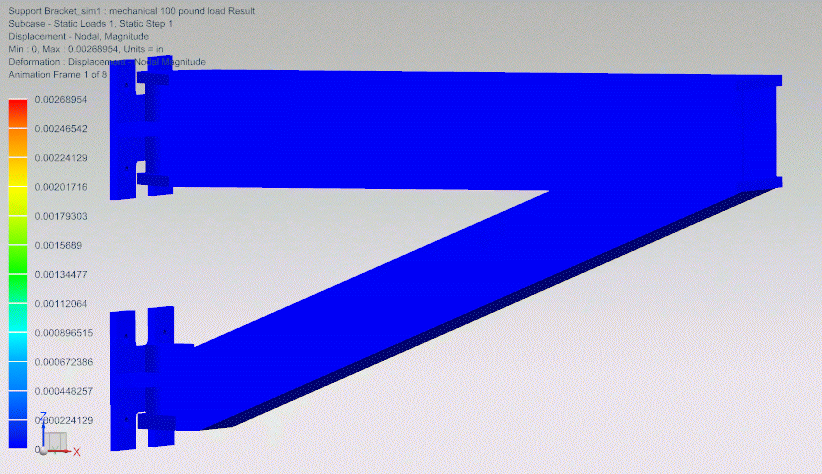 Support Bracket_sim1 : mechanical 100 pound load Result
Subcase - Static Loads 1, Static Step 1
Displacement - Nodal, Magnitude
Min : 0, Max : 0.00268954, Units = in
Deformation : Displacement - Nodal Magnitude
Animation Frame 1 of 8
0.00268954
0.00246542
0.00224129
0.00201716
0.00179303
0.0015689
0.00134477
0.00112064
0.000896515
0.000672386
0.000448257
0.000224129
Z
0
X